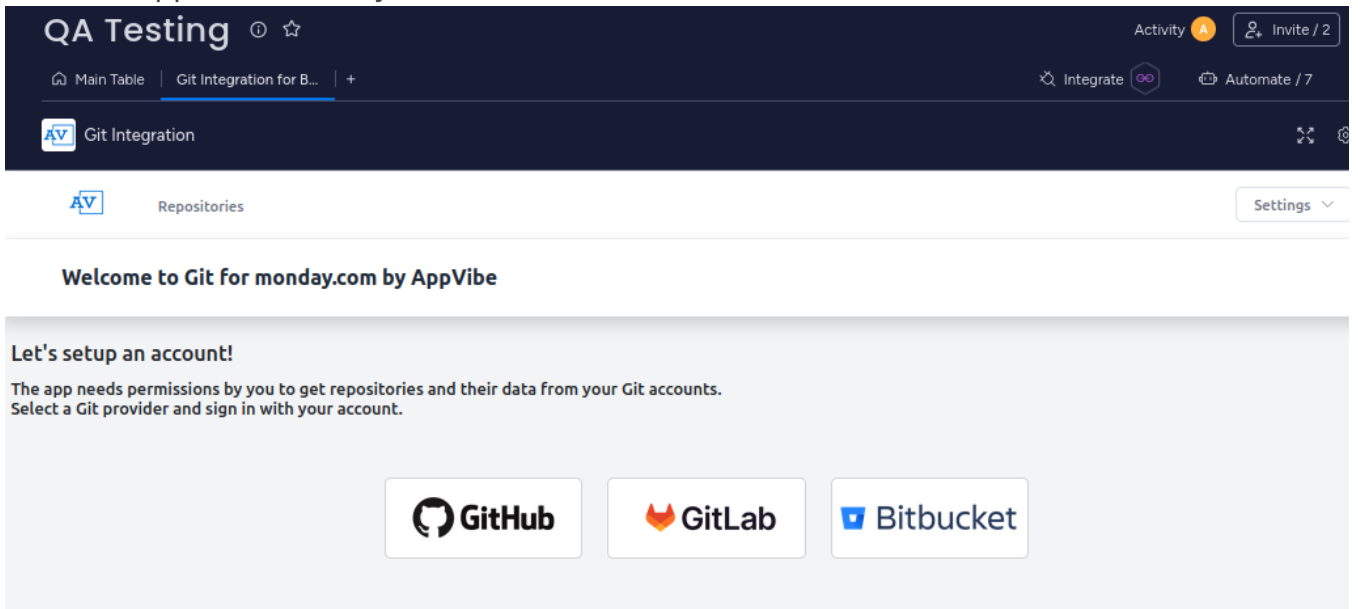 QA Testing
Activity A Invite / 2
Main Table Git Integration for B... + Integrate Automate / 7
AV Git Integration
AV Repositories Settings
Welcome to Git for monday.com by AppVibe
Let's setup an account!
The app needs permissions by you to get repositories and their data from your Git accounts.
Select a Git provider and sign in with your account.
GitHub GitLab Bitbucket